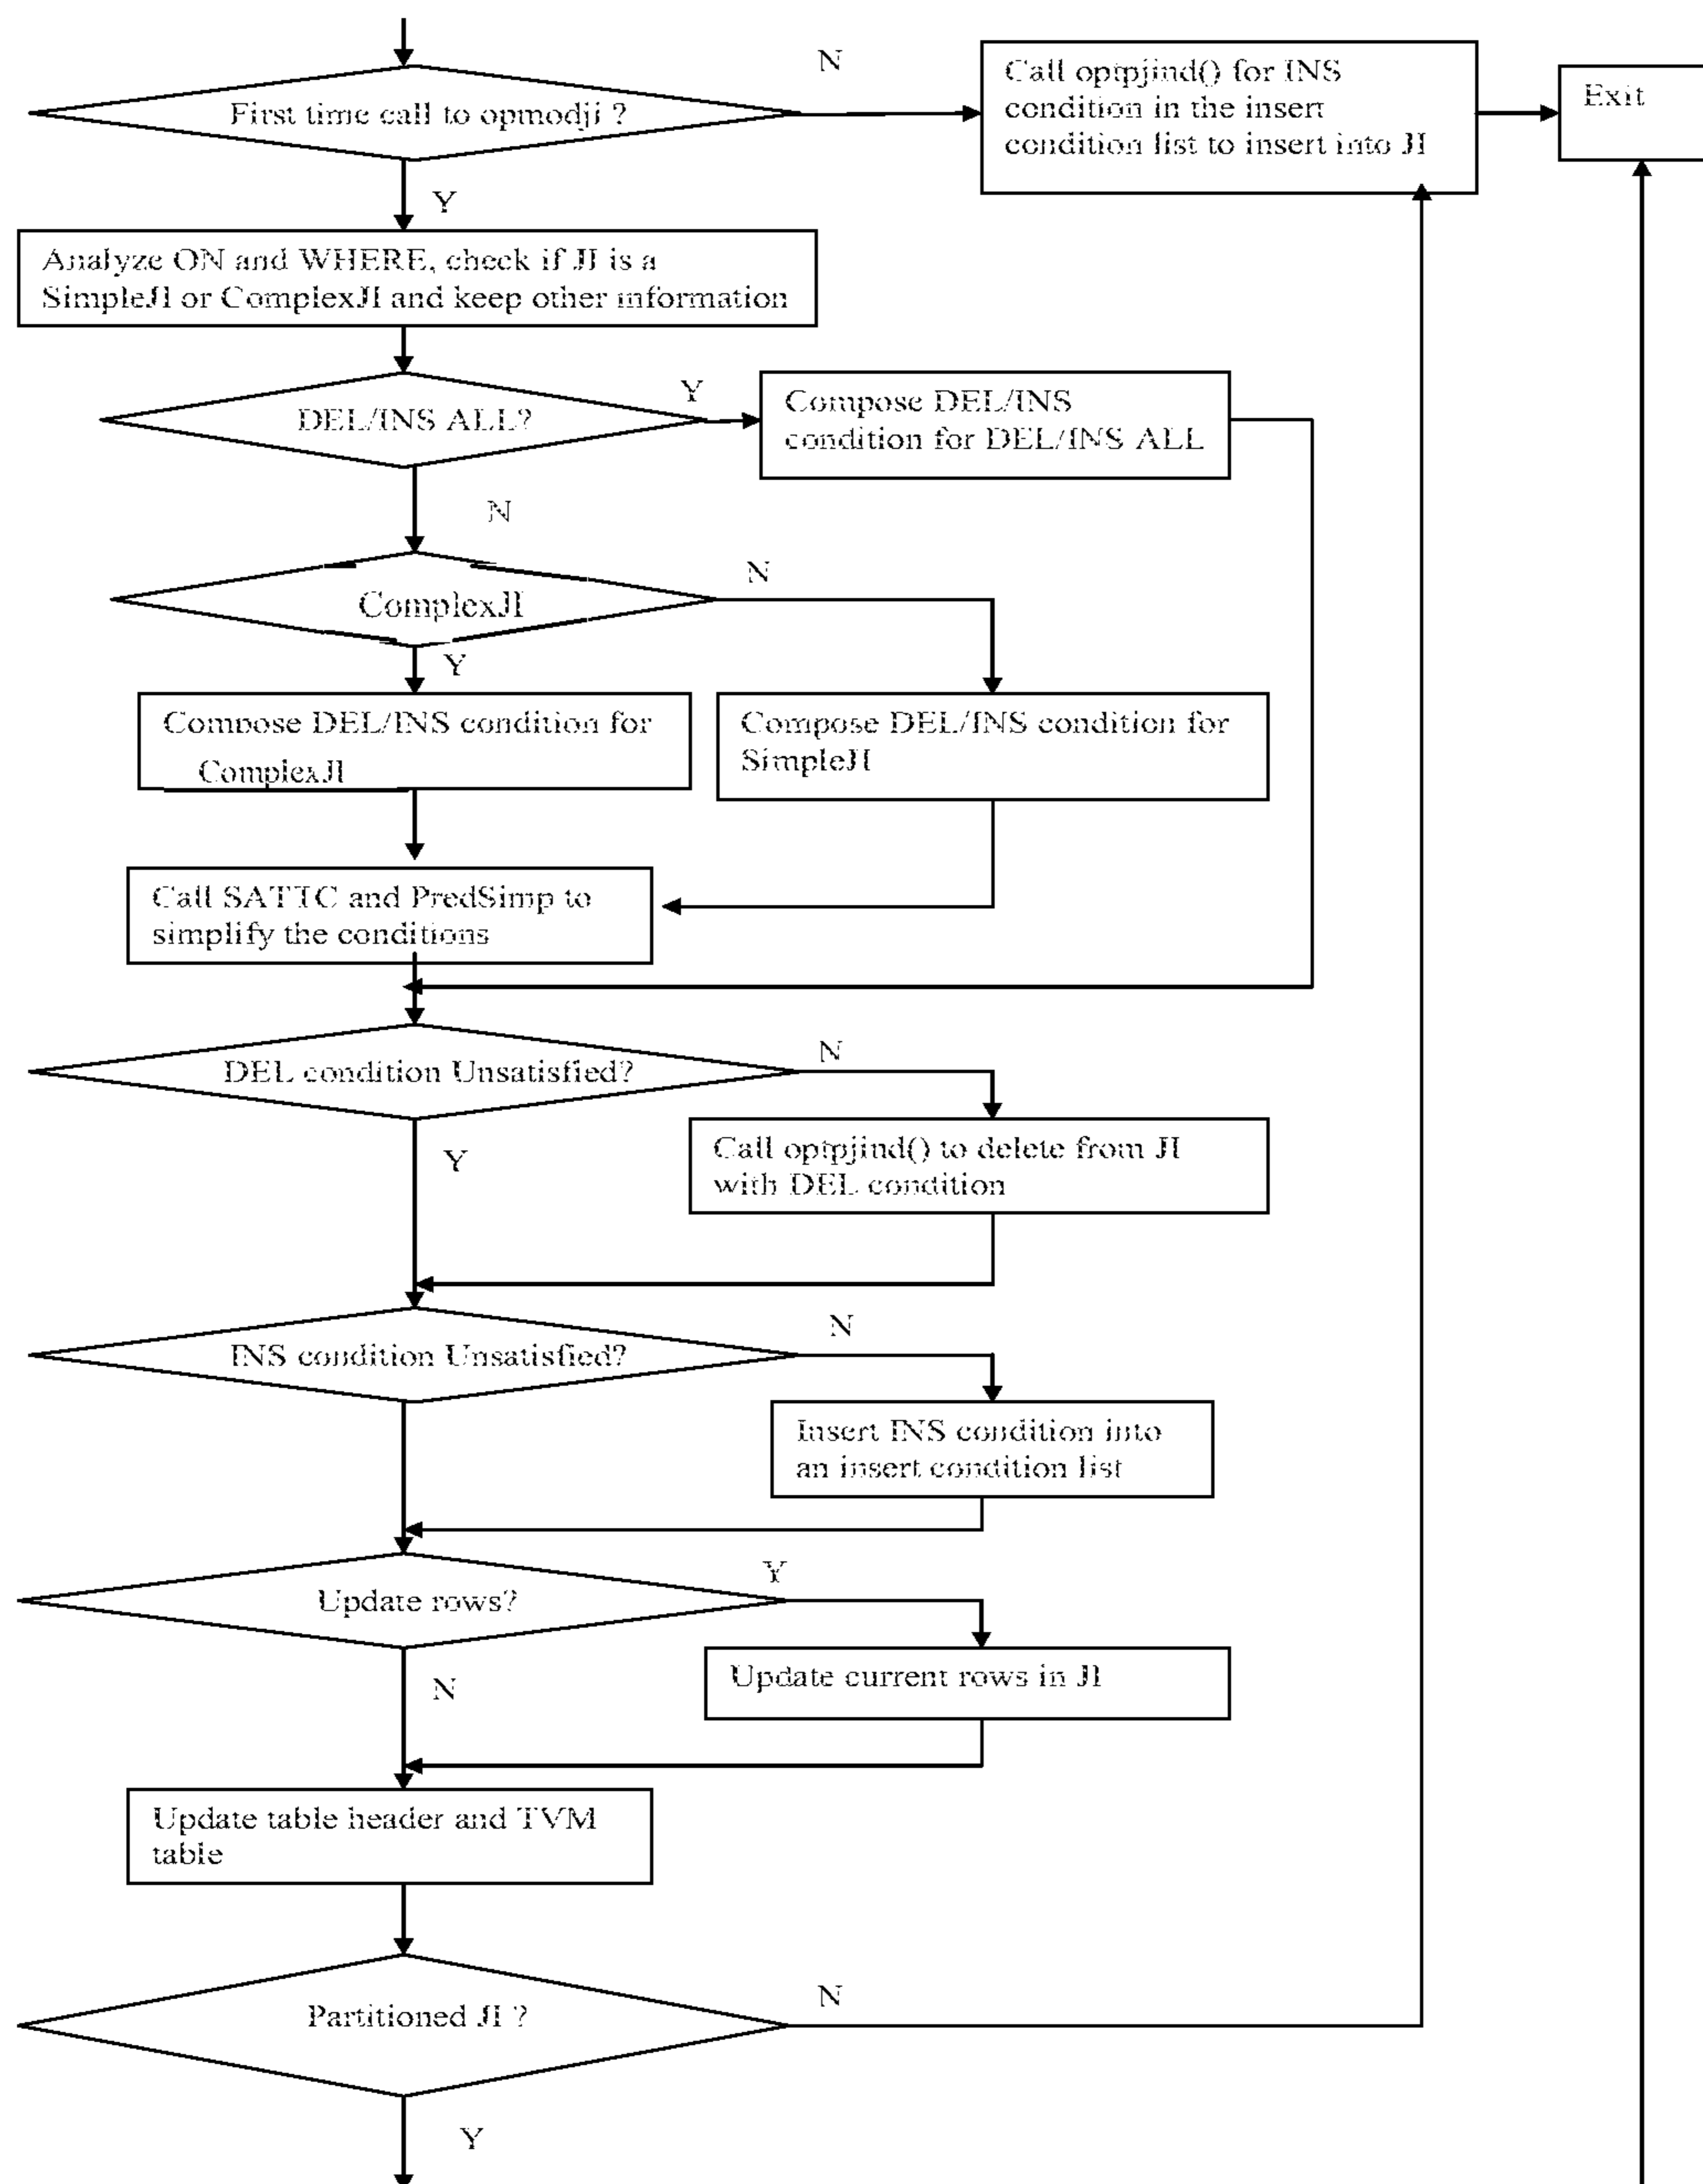 N
First time call to opmodji ?
Call optpjind() for INS
condition in the insert
condition list to insert into JI
Exit
Y
Analyze ON and WHERE, check if JI is a
SimpleJI or ComplexJI and keep other information
DEL/INS ALL?
Y
Compose DEL/INS
condition for DEL/INS ALL
N
ComplexJI
N
Y
Compose DEL/INS condition for
ComplexJI
Compose DEL/INS condition for
SimpleJI
Call SATTC and PredSimp to
simplify the conditions
DEL condition Unsatisfied?
N
Y
Call optpjind() to delete from JI
with DEL condition
INS condition Unsatisfied?
N
Insert INS condition into
an insert condition list
Update rows?
Y
N
Update current rows in JI
Update table header and TVM
table
Partitioned JI ?
N
Y